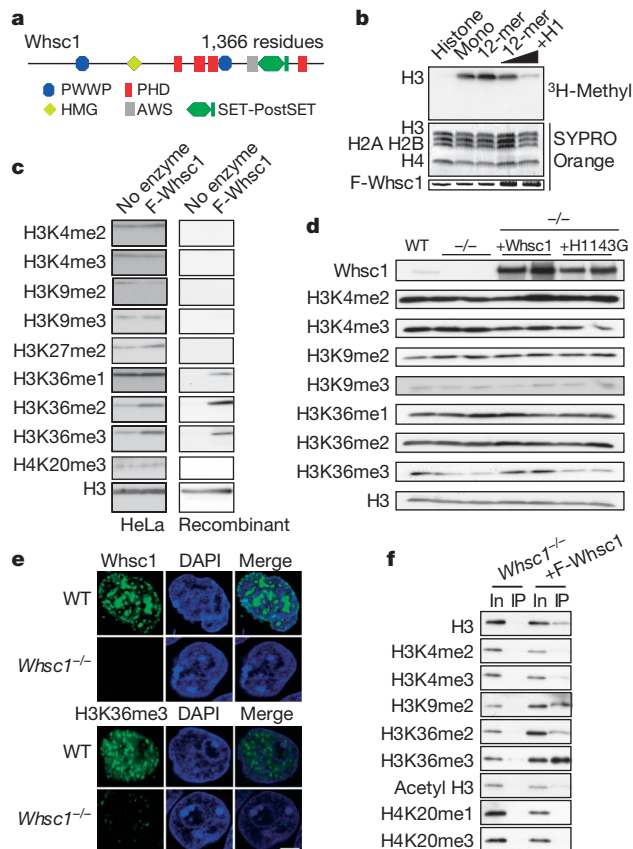 a
Whsc1 1,366 residues
PWWP PHD
HMG AWS SET-PostSET
b
Histone Mono 12-mer 12-mer +H1
H3
³H-Methyl
H3
H2A H2B
H4
SYPRO
Orange
F-Whsc1
c
No enzyme F-Whsc1 No enzyme F-Whsc1
H3K4me2
H3K4me3
H3K9me2
H3K9me3
H3K27me2
H3K36me1
H3K36me2
H3K36me3
H4K20me3
H3
HeLa Recombinant
d
–/–
WT –/– +Whsc1 +H1143G
Whsc1
H3K4me2
H3K4me3
H3K9me2
H3K9me3
H3K36me1
H3K36me2
H3K36me3
H3
e
Whsc1 DAPI Merge
WT
Whsc1–/–
H3K36me3 DAPI Merge
WT
Whsc1–/–
f
Whsc1–/– +F-Whsc1
In IP In IP
H3
H3K4me2
H3K4me3
H3K9me2
H3K36me2
H3K36me3
Acetyl H3
H4K20me1
H4K20me3